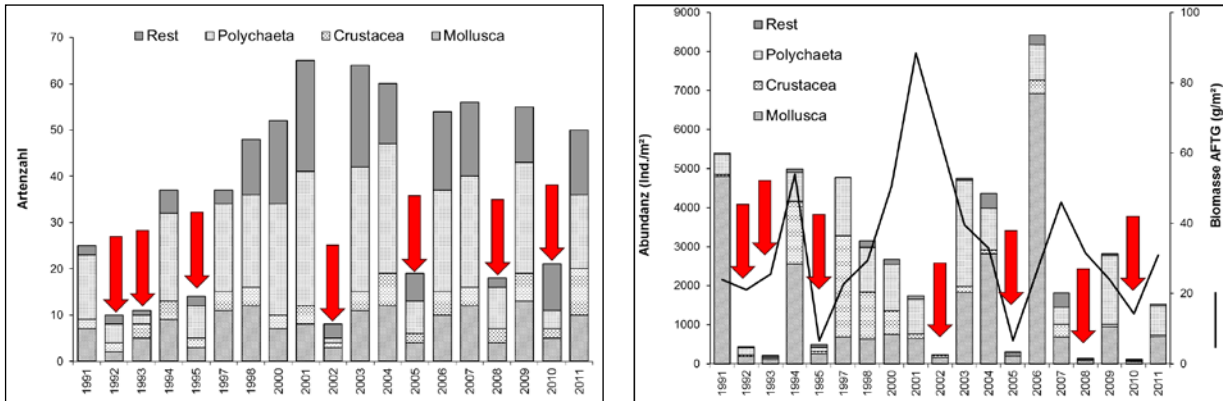 Artenzahl
70
60
50
40
30
20
10
0
Rest Polychaeta Crustacea Mollusca
1991 1992 1993 1994 1995 1997 1998 2000 2001 2002 2003 2004 2005 2006 2007 2008 2009 2010 2011
Abundanz (Ind./m²)
9000
8000
7000
6000
5000
4000
3000
2000
1000
0
Rest
Polychaeta
Crustacea
Mollusca
1991 1992 1993 1994 1995 1997 1998 2000 2001 2002 2003 2004 2005 2006 2007 2008 2009 2010 2011
100
80
60
40
20
0
Biomasse AFTG (g/m²)